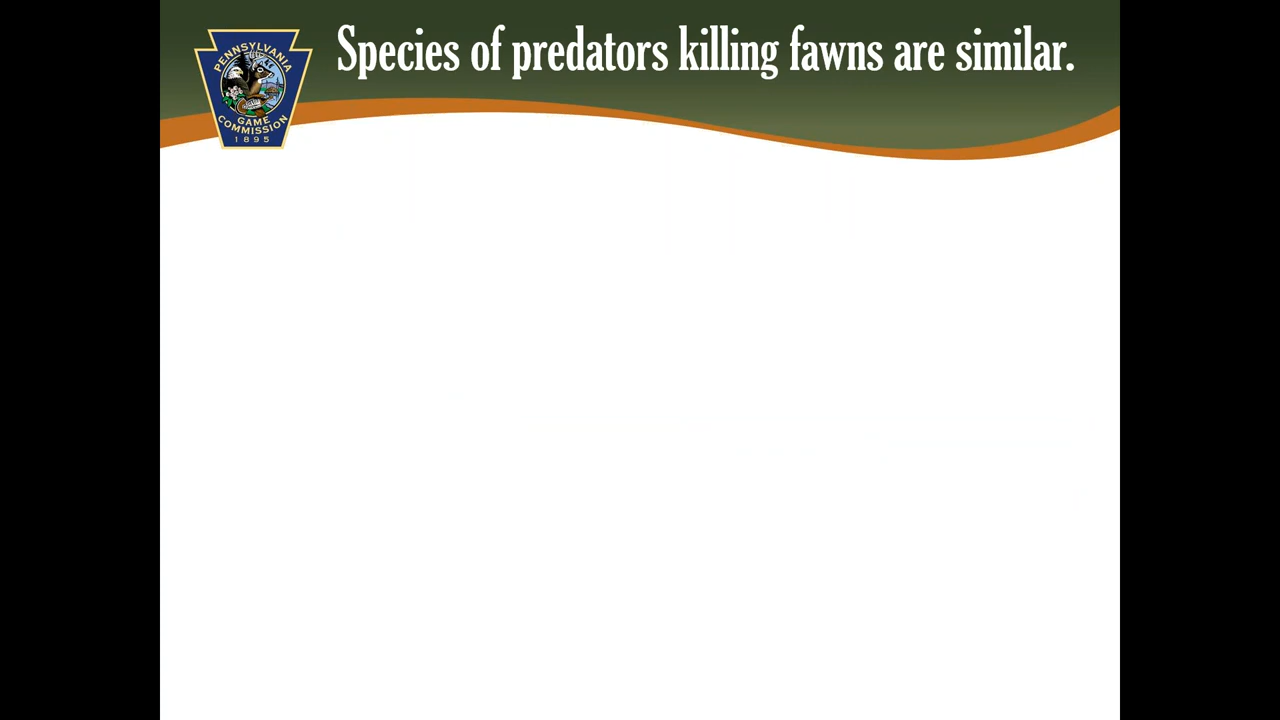 Species of predators killing fawns are similar.
PENNSYLVANIA
GAME
COMMISSION
1895